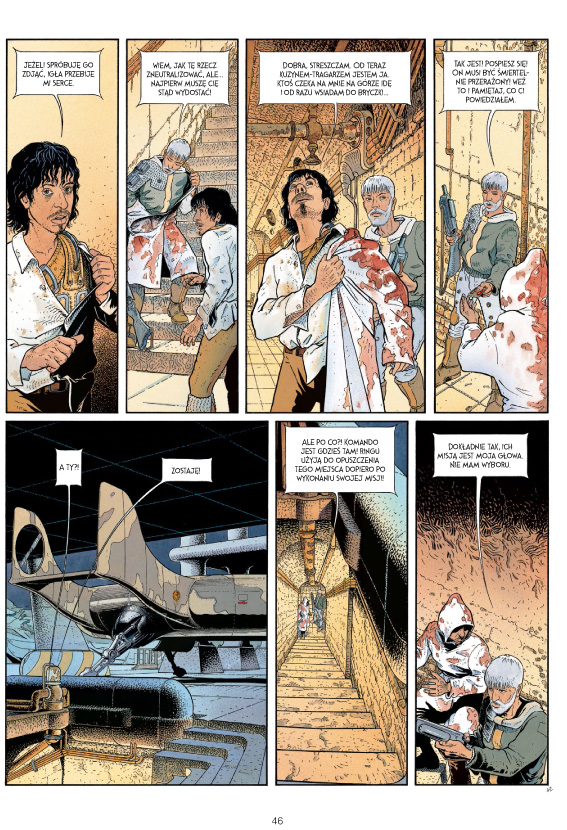 JEŻELI SPRÓBUJĘ GO
ZDJĄĆ, IGŁA PRZEBIJE
MI SERCE.
WIEM, JAK TĘ RZECZ
ZNEUTRALIZOWAĆ, ALE...
NAJPIERW MUSZĘ CIĘ
STĄD WYDOSTAĆ!
DOBRA, STRESZCZAM. OD TERAZ
KUZYNEM-TRAGARZEM JESTEM JA.
KTOŚ CZEKA NA MNIE NA GÓRZE. IDĘ
I OD RAZU WSIADAM DO BRYCZKI...
TAK JEST! POSPIESZ SIĘ!
ON MUSI BYĆ ŚMIERTEL-
NIE PRZERAŻONY! WEŹ
TO I PAMIĘTAJ, CO CI
POWIEDZIAŁEM.
A TY?!
ZOSTAJĘ!
ALE PO CO?! KOMANDO
JEST GDZIEŚ TAM! RINGU
UŻYJĄ DO OPUSZCZENIA
TEGO MIEJSCA DOPIERO PO
WYKONANIU SWOJEJ MISJI!
DOKŁADNIE TAK, ICH
MISJĄ JEST MOJA GŁOWA.
NIE MAM WYBORU.
46